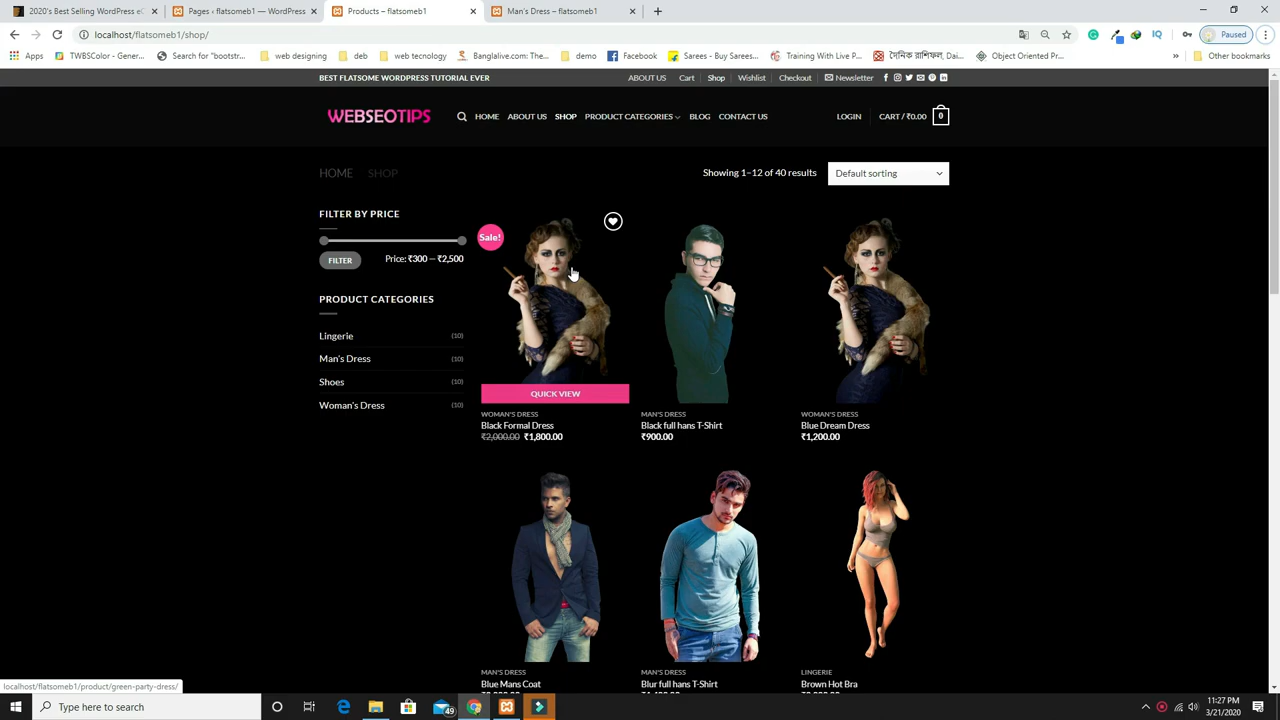 2020's Best Selling WordPress eC
Pages ‹ flatsomeb1 — WordPress
Products – flatsomeb1
Man's Dress – flatsomeb1
localhost/flatsomeb1/shop/
Paused
Apps
TWBSColor - Gener...
Search for "bootstr...
web designing
deb
web tecnology
Banglalive.com: The...
demo
Facebook
Sarees - Buy Sarees...
Training With Live P...
দৈনিক রাশিফল, Dai...
Object Oriented Pr...
»
Other bookmarks
BEST FLATSOME WORDPRESS TUTORIAL EVER
ABOUT US
Cart
Shop
Wishlist
Checkout
Newsletter
WEBSEOTIPS
HOME
ABOUT US
SHOP
PRODUCT CATEGORIES
BLOG
CONTACT US
LOGIN
CART / ₹0.00
0
HOME
SHOP
Showing 1–12 of 40 results
Default sorting
FILTER BY PRICE
FILTER
Price: ₹300 — ₹2,500
PRODUCT CATEGORIES
Lingerie (10)
Man's Dress (10)
Shoes (10)
Woman's Dress (10)
Sale!
QUICK VIEW
WOMAN'S DRESS
Black Formal Dress
₹2,000.00 ₹1,800.00
MAN'S DRESS
Black full hans T-Shirt
₹900.00
WOMAN'S DRESS
Blue Dream Dress
₹1,200.00
MAN'S DRESS
Blue Mans Coat
MAN'S DRESS
Blur full hans T-Shirt
LINGERIE
Brown Hot Bra
localhost/flatsomeb1/product/green-party-dress/
Type here to search
49
11:27 PM
3/21/2020